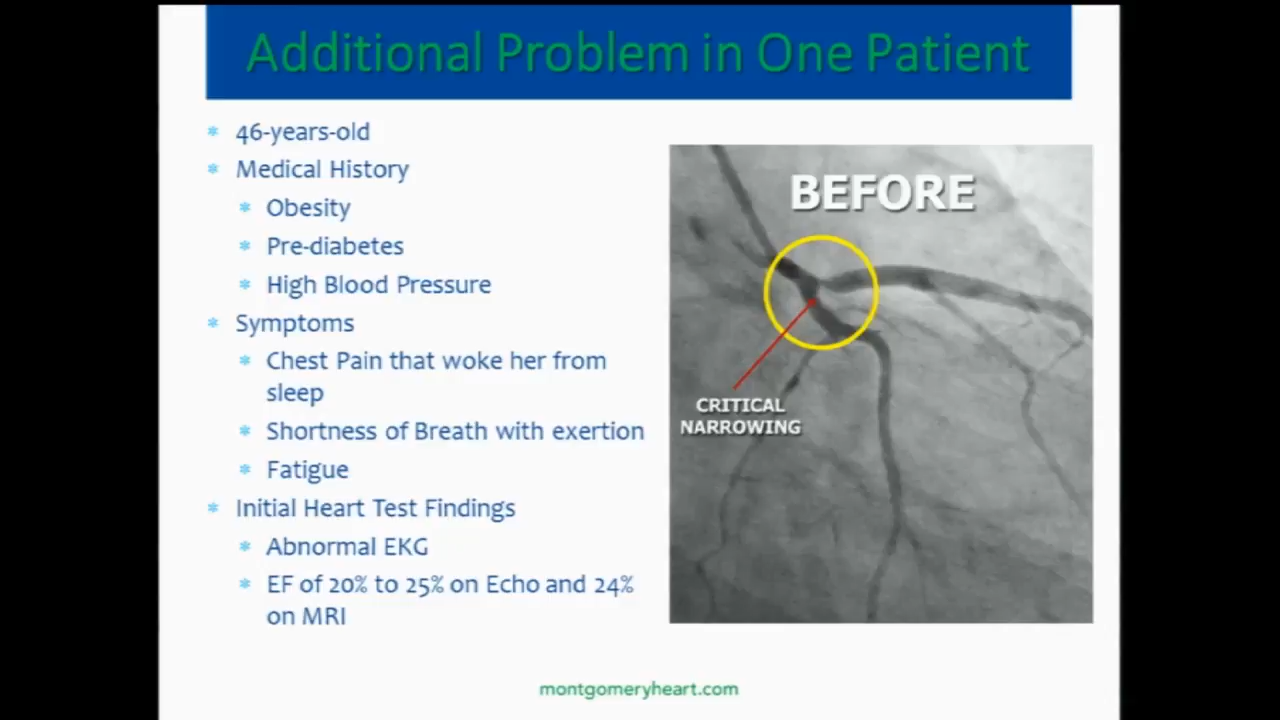 Additional Problem in One Patient
46-years-old
Medical History
Obesity
Pre-diabetes
High Blood Pressure
Symptoms
Chest Pain that woke her from
sleep
Shortness of Breath with exertion
Fatigue
Initial Heart Test Findings
Abnormal EKG
EF of 20% to 25% on Echo and 24%
on MRI
BEFORE
CRITICAL
NARROWING
montgomeryheart.com